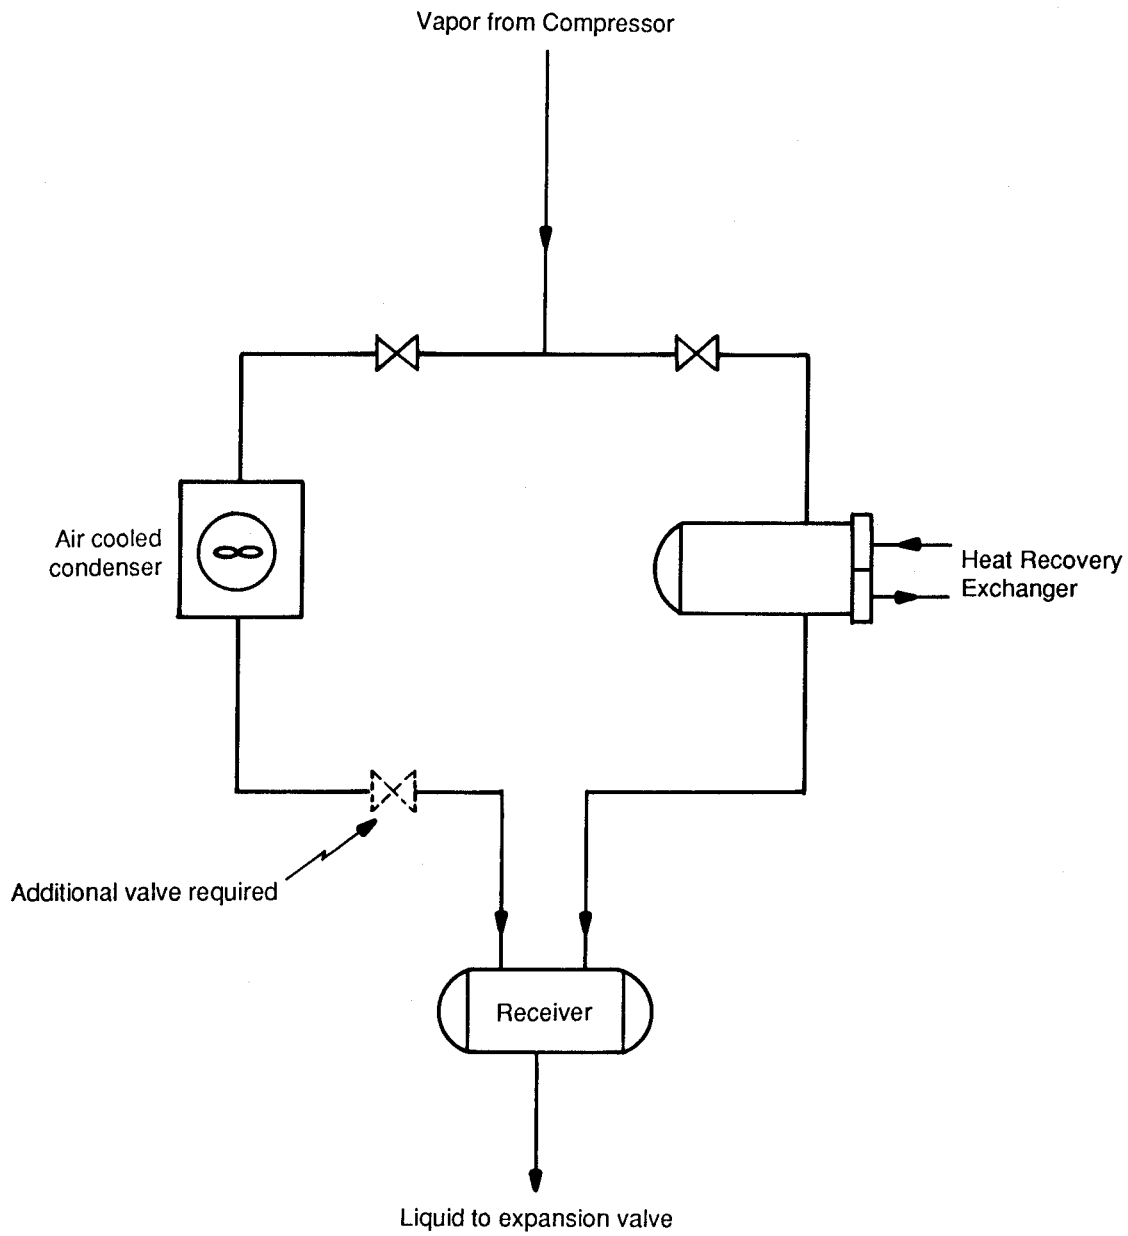 Vapor from Compressor
Air cooled
condenser
Heat Recovery
Exchanger
Additional valve required
Receiver
Liquid to expansion valve